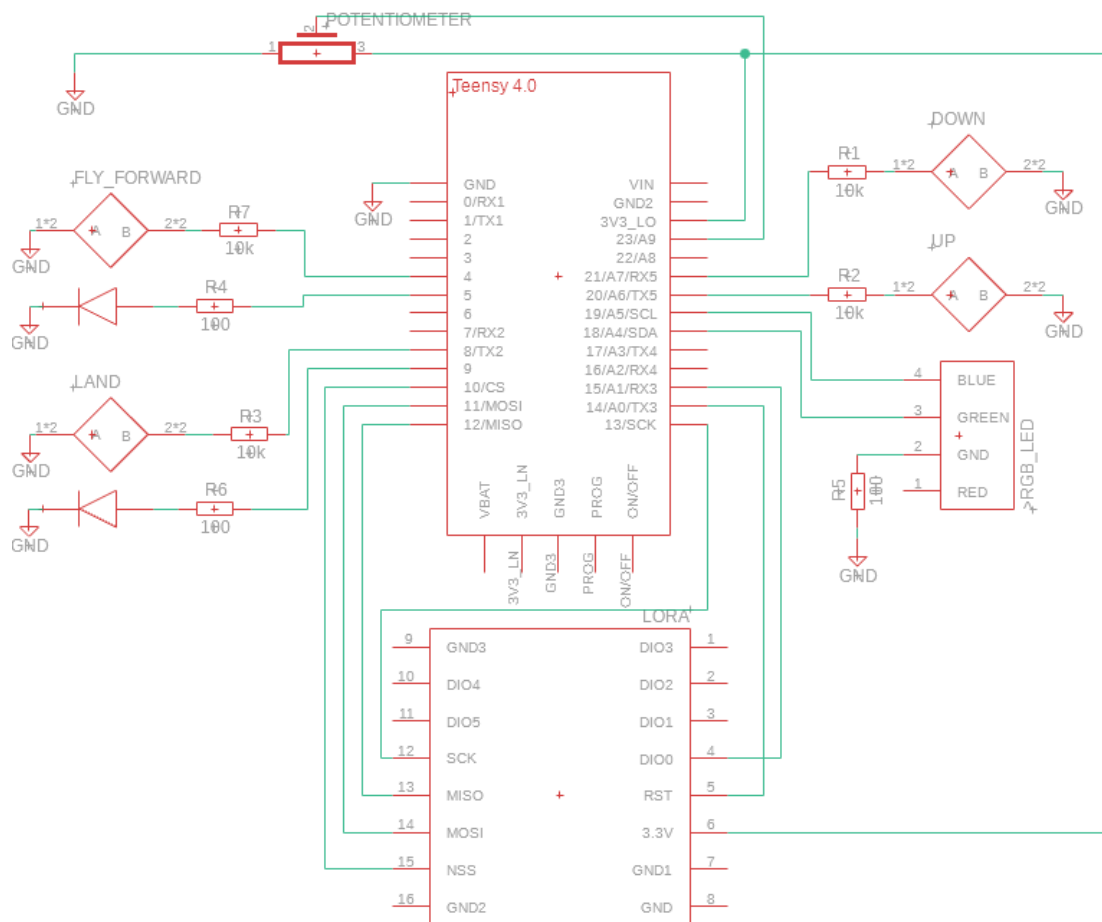 POTENTIOMETER
2
1
3
GND
Teensy 4.0
DOWN
R1
1*2
A
B
2*2
10k
GND
FLY_FORWARD
1*2
A
B
2*2
R7
10k
GND
GND
GND
0/RX1
1/TX1
2
3
4
5
6
7/RX2
8/TX2
9
10/CS
11/MOSI
12/MISO
VIN
GND2
3V3_LO
23/A9
22/A8
21/A7/RX5
20/A6/TX5
19/A5/SCL
18/A4/SDA
17/A3/TX4
16/A2/RX4
15/A1/RX3
14/A0/TX3
13/SCK
VBAT
3V3_LN
GND3
PROG
ON/OFF
3V3_LN
GND3
PROG
ON/OFF
UP
R2
1*2
A
B
2*2
10k
GND
R4
100
GND
LAND
1*2
A
B
2*2
R3
10k
GND
R6
100
GND
4
BLUE
3
GREEN
2
GND
1
RED
>RGB_LED
R5
100
GND
LORA
9
GND3
10
DIO4
11
DIO5
12
SCK
13
MISO
14
MOSI
15
NSS
16
GND2
DIO3
1
DIO2
2
DIO1
3
DIO0
4
RST
5
3.3V
6
GND1
7
GND
8